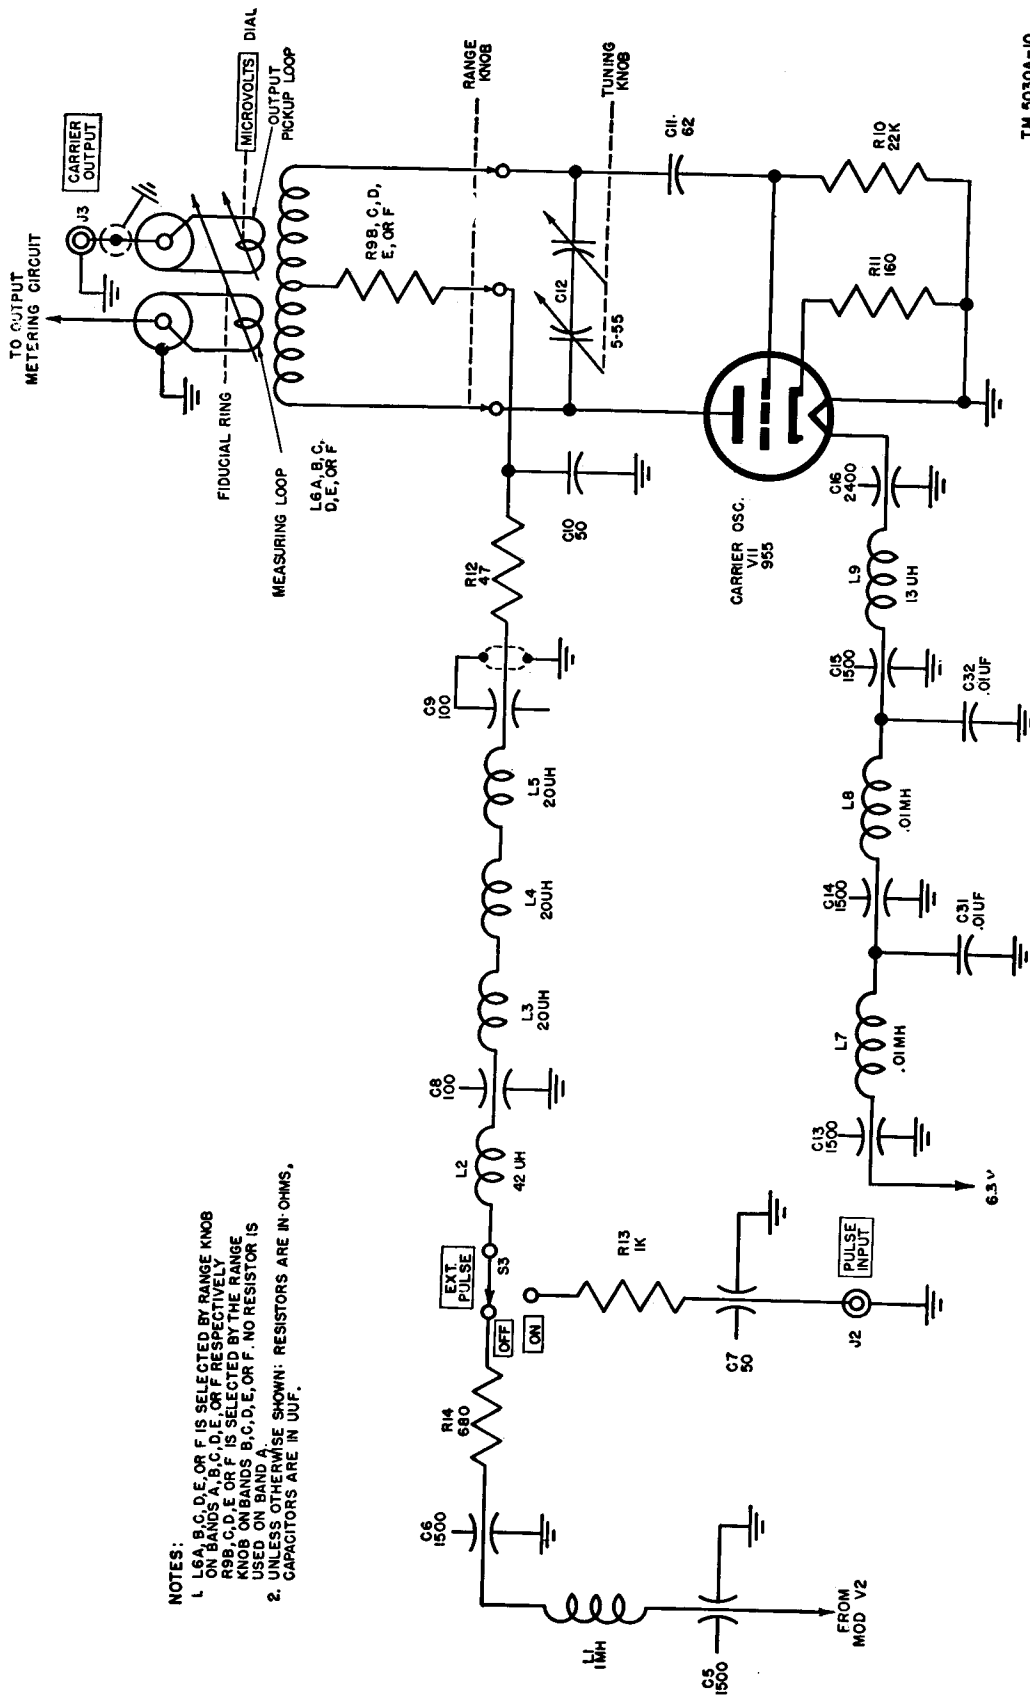 NOTES:
1. L6A, B, C, D, E, OR F IS SELECTED BY RANGE KNOB
ON BANDS A, B, C, D, E, OR F RESPECTIVELY
R9B, C, D, E OR F IS SELECTED BY THE RANGE
KNOB ON BANDS B, C, D, E, OR F. NO RESISTOR IS
USED ON BAND A.
2. UNLESS OTHERWISE SHOWN: RESISTORS ARE IN OHMS,
CAPACITORS ARE IN UUF.
TO OUTPUT
METERING CIRCUIT
CARRIER
OUTPUT
J3
MICROVOLTS DIAL
OUTPUT
PICKUP LOOP
FIDUCIAL RING
MEASURING LOOP
L6A, B, C,
D, E, OR F
R9B, C, D,
E, OR F
RANGE
KNOB
TUNING
KNOB
C12
5-55
C11.
62
R10
22K
R11
160
CARRIER OSC.
V11
955
C10
50
R12
47
C9
100
L5
20UH
L4
20UH
L3
20UH
C8
100
L2
42 UH
EXT.
PULSE
S3
OFF
ON
R14
680
C6
1500
L1
1MH
C5
1500
FROM
MOD V2
R13
1K
C7
50
J2
PULSE
INPUT
6.3 V
C13
1500
L7
.01MH
C31
.01UF
C14
1500
L8
.01MH
C32
.01UF
C15
1500
L9
13 UH
C16
2400
TM 5030A-10